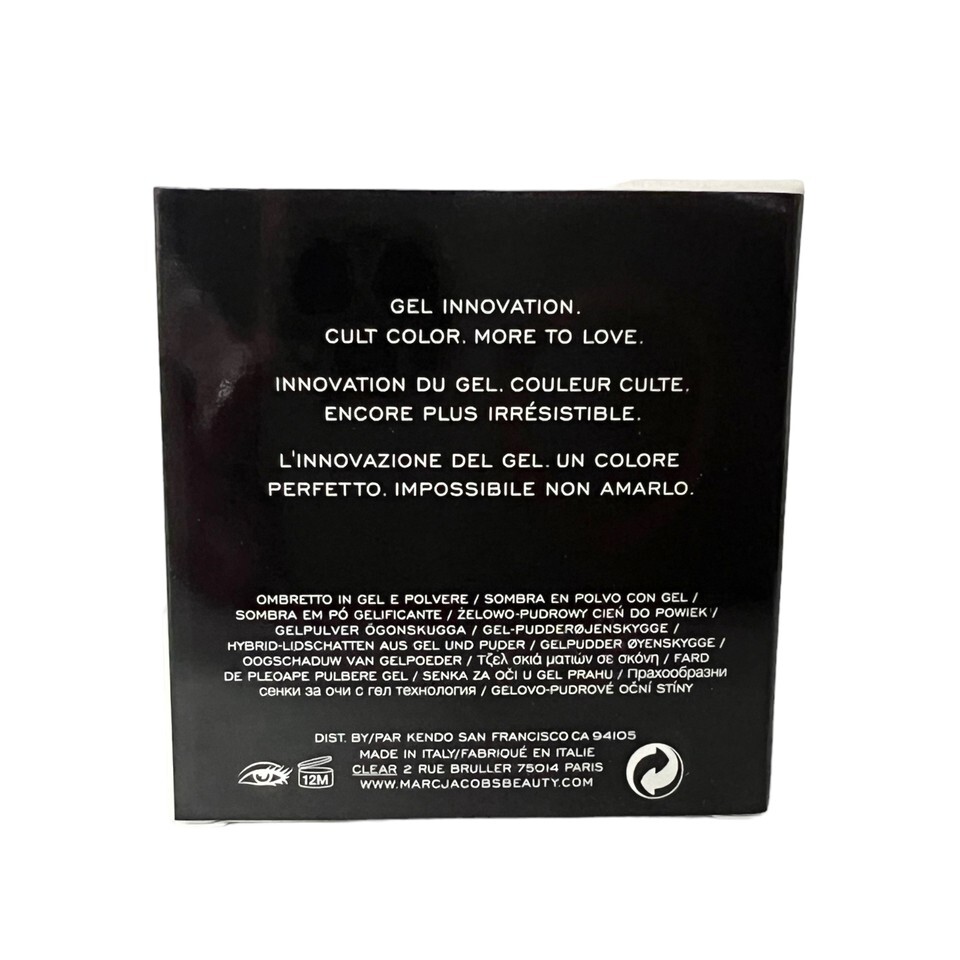 GEL INNOVATION.
CULT COLOR. MORE TO LOVE.
INNOVATION DU GEL. COULEUR CULTE.
ENCORE PLUS IRRÉSISTIBLE.
L'INNOVAZIONE DEL GEL. UN COLORE
PERFETTO. IMPOSSIBILE NON AMARLO.
OMBRETTO IN GEL E POLVERE / SOMBRA EN POLVO CON GEL /
SOMBRA EM PÓ GELIFICANTE / ŻELOWO-PUDROWY CIEŃ DO POWIEK /
GELPULVER ÖGONSKUGGA / GEL-PUDDERØJENSKYGGE /
HYBRID-LIDSCHATTEN AUS GEL UND PUDER / GELPUDDER ØYENSKYGGE /
OOGSCHADUW VAN GELPOEDER / Τζελ σκιά ματιών σε σκόνη / FARD
DE PLEOAPE PULBERE GEL / SENKA ZA OČI U GEL PRAHU / Прахообразни
сенки за очи с гел технология / GELOVO-PUDROVÉ OČNÍ STÍNY
DIST. BY/PAR KENDO SAN FRANCISCO CA 94105
MADE IN ITALY/FABRIQUÉ EN ITALIE
CLEAR 2 RUE BRULLER 75014 PARIS
12M WWW.MARCJACOBSBEAUTY.COM